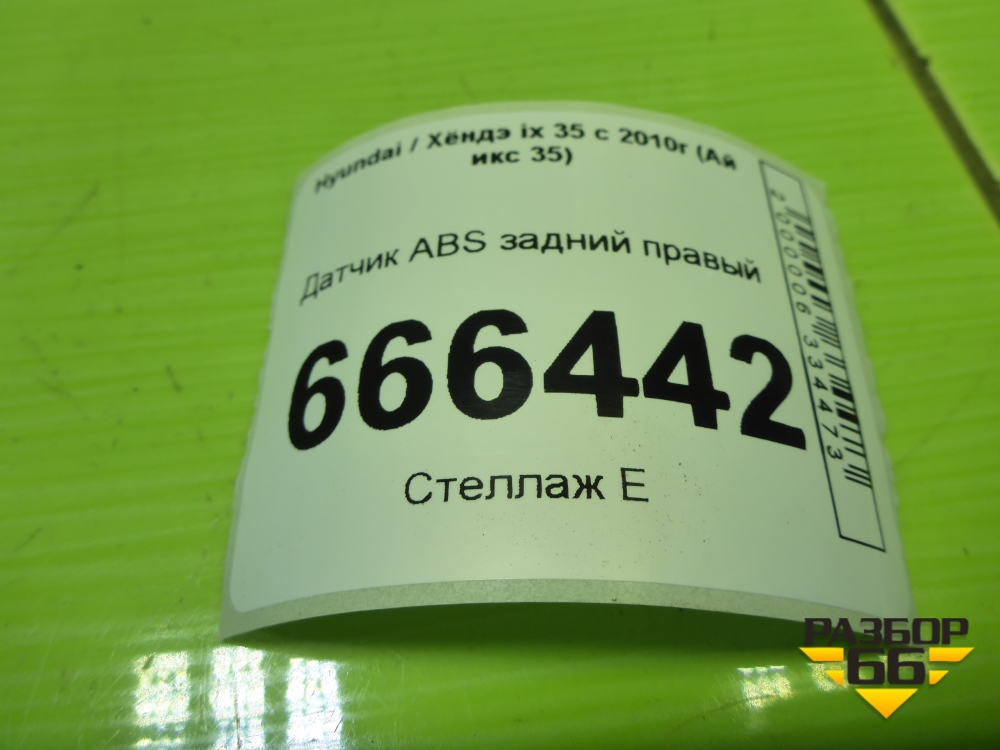 Hyundai / Хёндэ ix 35 с 2010г (Ай
икс 35)
Датчик ABS задний правый
666442
Стеллаж Е
2000006334473
РАЗБОР
66